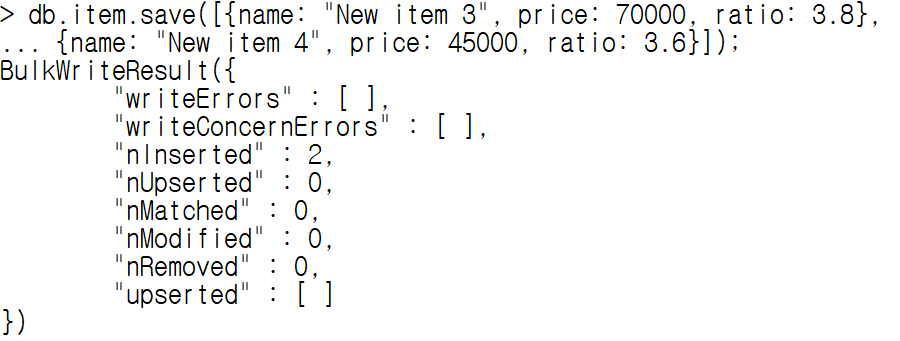 > db.item.save([{name: "New item 3", price: 70000, ratio: 3.8},
... {name: "New item 4", price: 45000, ratio: 3.6}]);
BulkWriteResult({
        "writeErrors" : [ ],
        "writeConcernErrors" : [ ],
        "nInserted" : 2,
        "nUpserted" : 0,
        "nMatched" : 0,
        "nModified" : 0,
        "nRemoved" : 0,
        "upserted" : [ ]
})